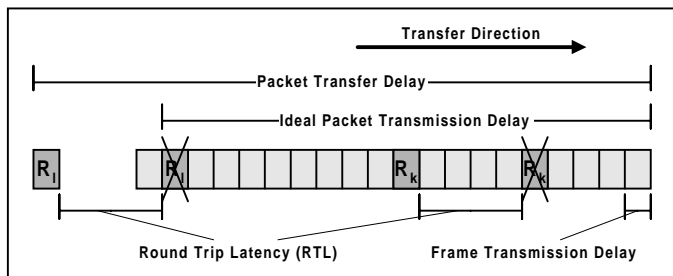 Transfer Direction
Packet Transfer Delay
Ideal Packet Transmission Delay
R l R l R k R k
Round Trip Latency (RTL) Frame Transmission Delay